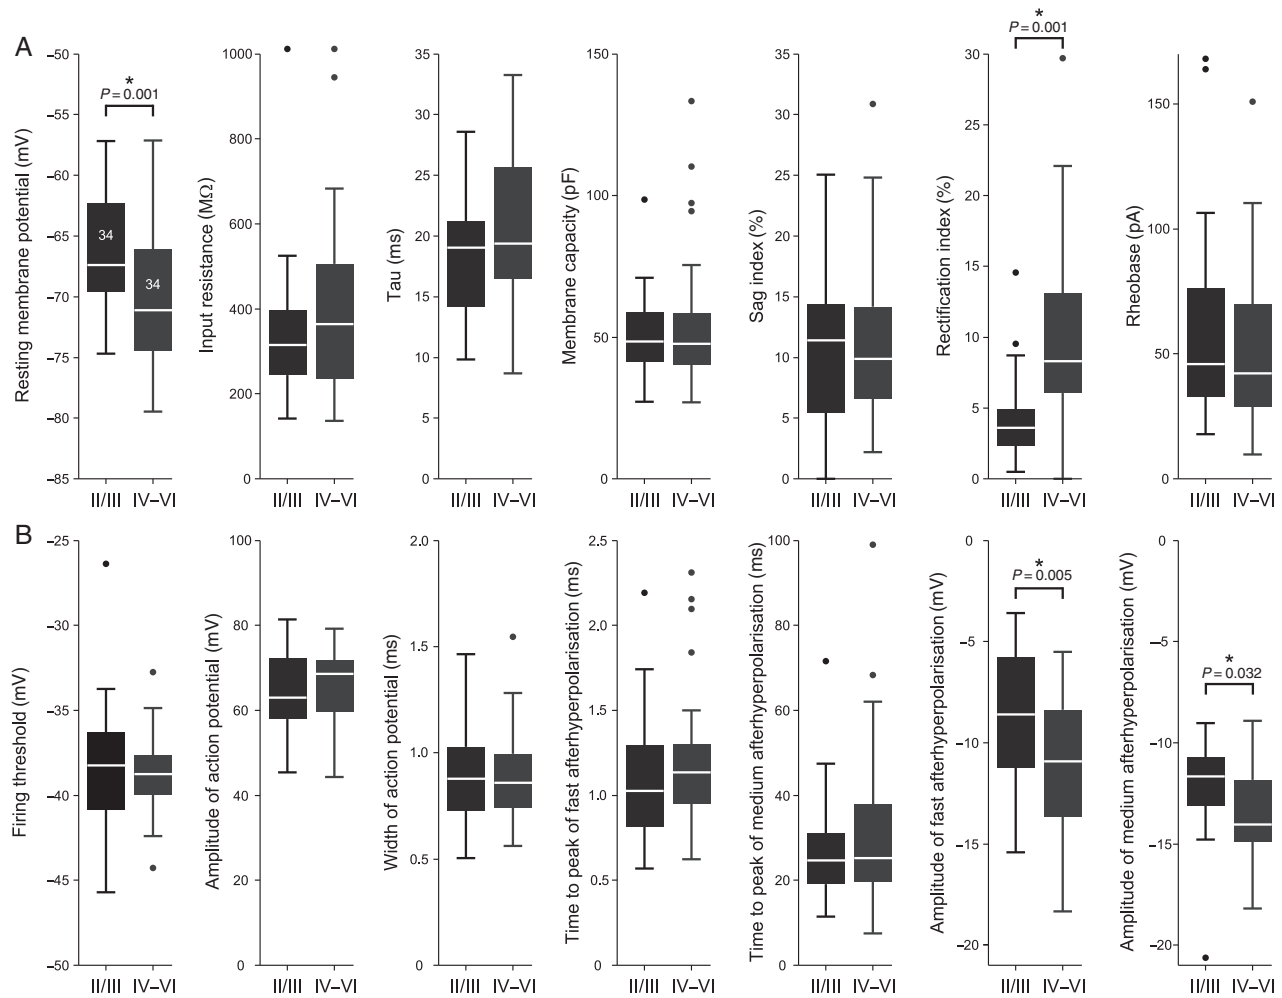 A
Resting membrane potential (mV)
–50
–55
–60
–65
–70
–75
–80
–85
*
P = 0.001
34
34
II/III IV–VI
Input resistance (MΩ)
1000
800
600
400
200
0
II/III IV–VI
Tau (ms)
35
30
25
20
15
10
5
0
II/III IV–VI
Membrane capacity (pF)
150
100
50
0
II/III IV–VI
Sag index (%)
35
30
25
20
15
10
5
0
II/III IV–VI
Rectification index (%)
30
25
20
15
10
5
0
*
P = 0.001
II/III IV–VI
Rheobase (pA)
150
100
50
0
II/III IV–VI
B
Firing threshold (mV)
–25
–30
–35
–40
–45
–50
II/III IV–VI
Amplitude of action potential (mV)
100
80
60
40
20
0
II/III IV–VI
Width of action potential (ms)
2.0
1.5
1.0
0.5
0
II/III IV–VI
Time to peak of fast afterhyperpolarisation (ms)
2.5
2.0
1.5
1.0
0.5
0
II/III IV–VI
Time to peak of medium afterhyperpolarisation (ms)
100
80
60
40
20
0
II/III IV–VI
Amplitude of fast afterhyperpolarisation (mV)
0
–5
–10
–15
–20
*
P = 0.005
II/III IV–VI
Amplitude of medium afterhyperpolarisation (mV)
0
–5
–10
–15
–20
*
P = 0.032
II/III IV–VI